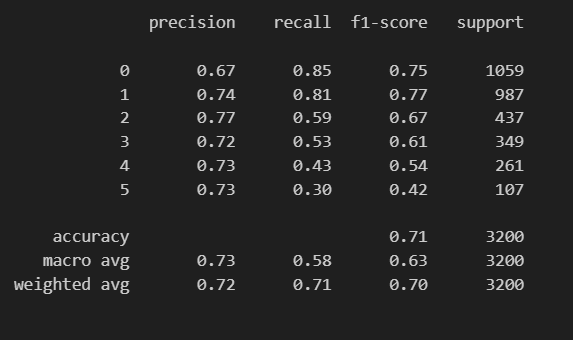 precision recall f1-score support
0 0.67 0.85 0.75 1059
1 0.74 0.81 0.77 987
2 0.77 0.59 0.67 437
3 0.72 0.53 0.61 349
4 0.73 0.43 0.54 261
5 0.73 0.30 0.42 107
accuracy 0.71 3200
macro avg 0.73 0.58 0.63 3200
weighted avg 0.72 0.71 0.70 3200